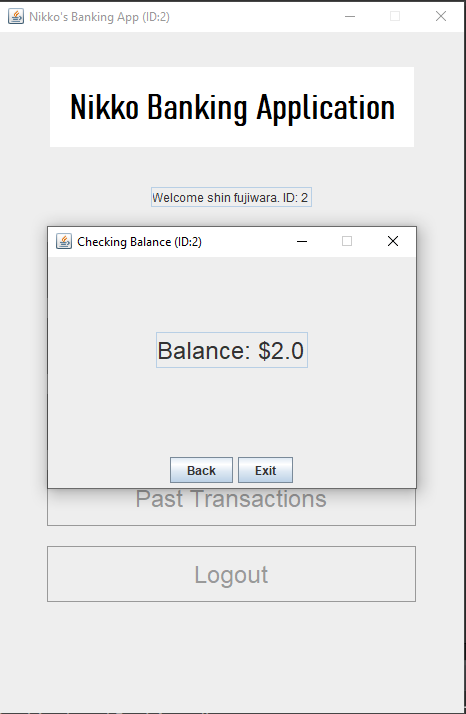 Nikko's Banking App (ID:2)
Nikko Banking Application
Welcome shin fujiwara. ID: 2
Checking Balance (ID:2)
Balance: $2.0
Back Exit
Past Transactions
Logout